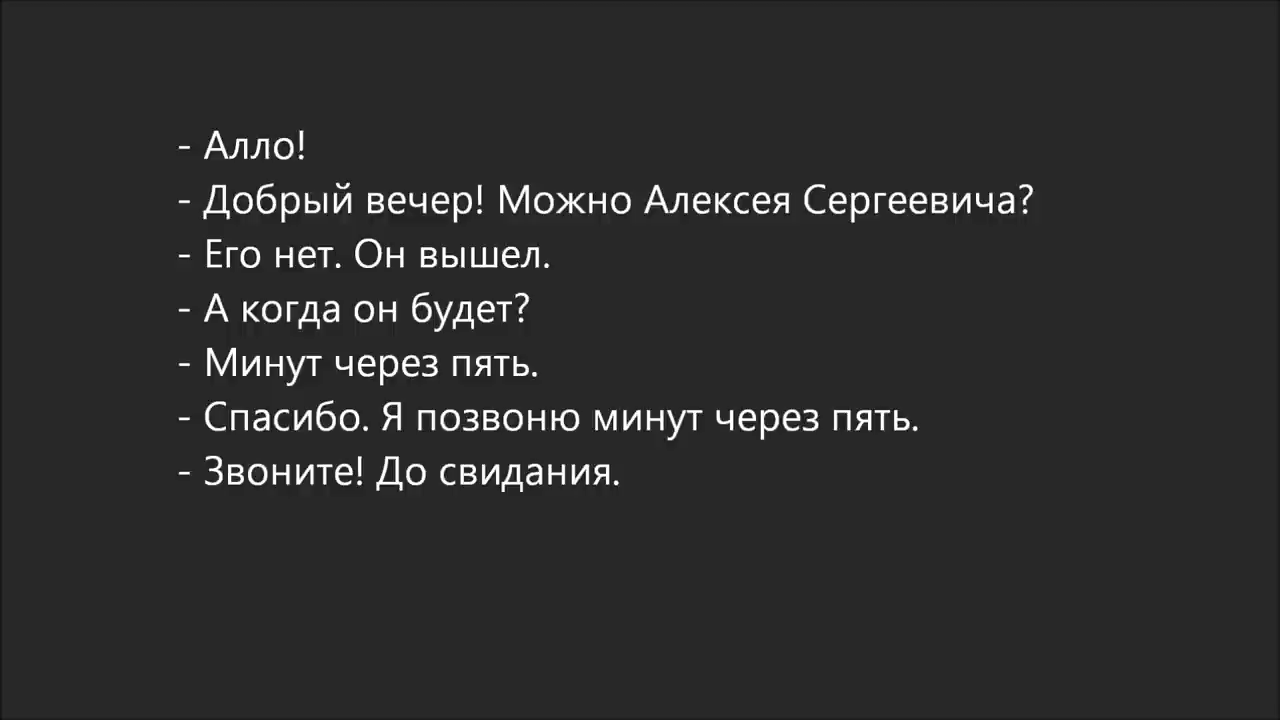 - Алло!
- Добрый вечер! Можно Алексея Сергеевича?
- Его нет. Он вышел.
- А когда он будет?
- Минут через пять.
- Спасибо. Я позвоню минут через пять.
- Звоните! До свидания.